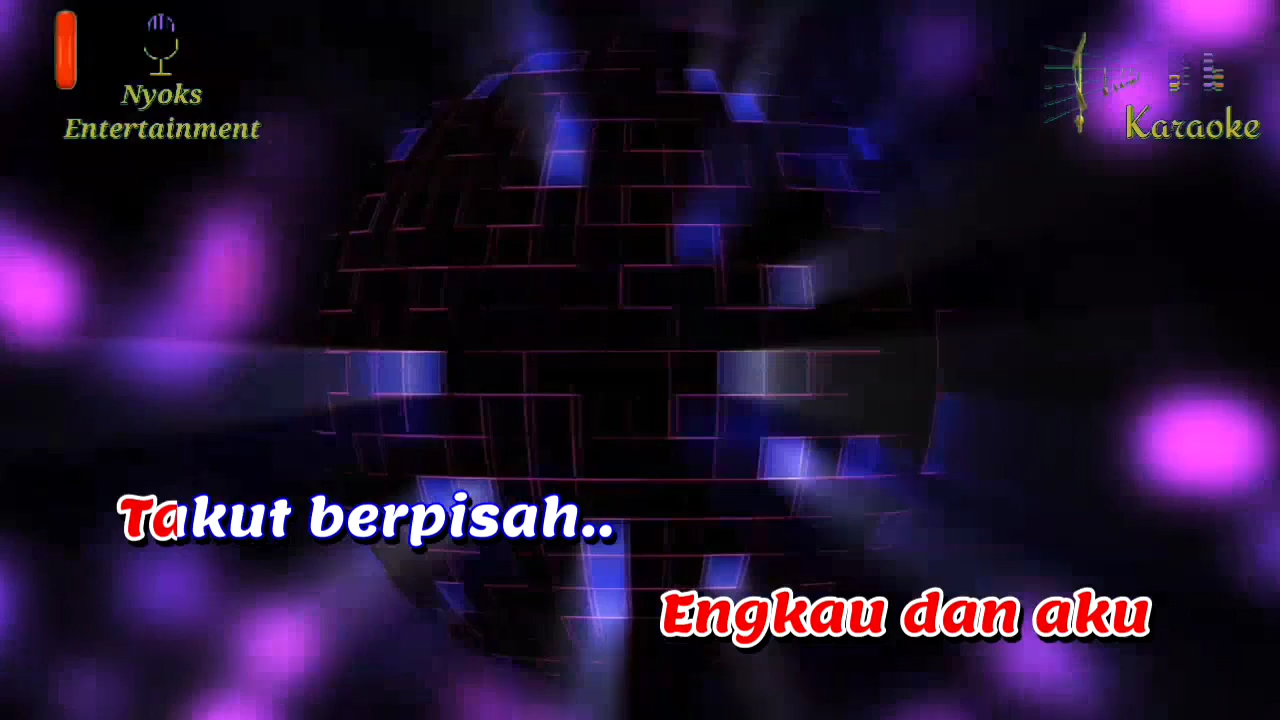 Nyoks
Entertainment
Karaoke
Takut berpisah..
Engkau dan aku